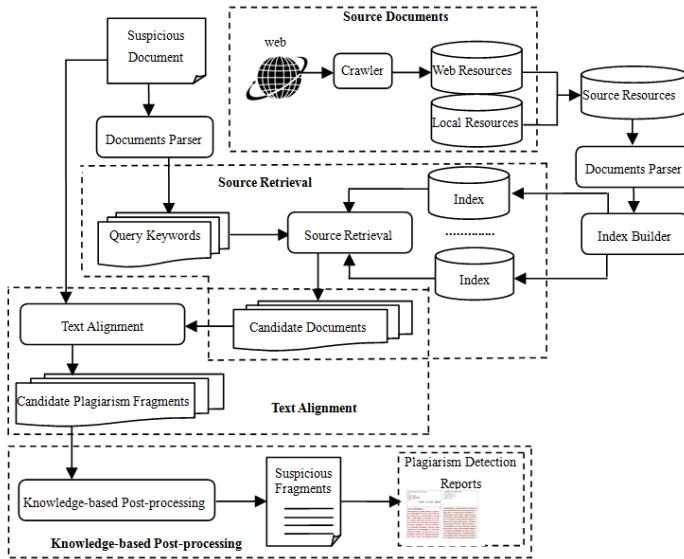 Source Documents
Suspicious
Document
web
Crawler
Web Resources
Local Resources
Source Resources
Documents Parser
Documents Parser
Source Retrieval
Query Keywords
Source Retrieval
Index
..............
Index
Index Builder
Text Alignment
Candidate Documents
Candidate Plagiarism Fragments
Text Alignment
Knowledge-based Post-processing
Suspicious
Fragments
Plagiarism Detection
Reports
Knowledge-based Post-processing